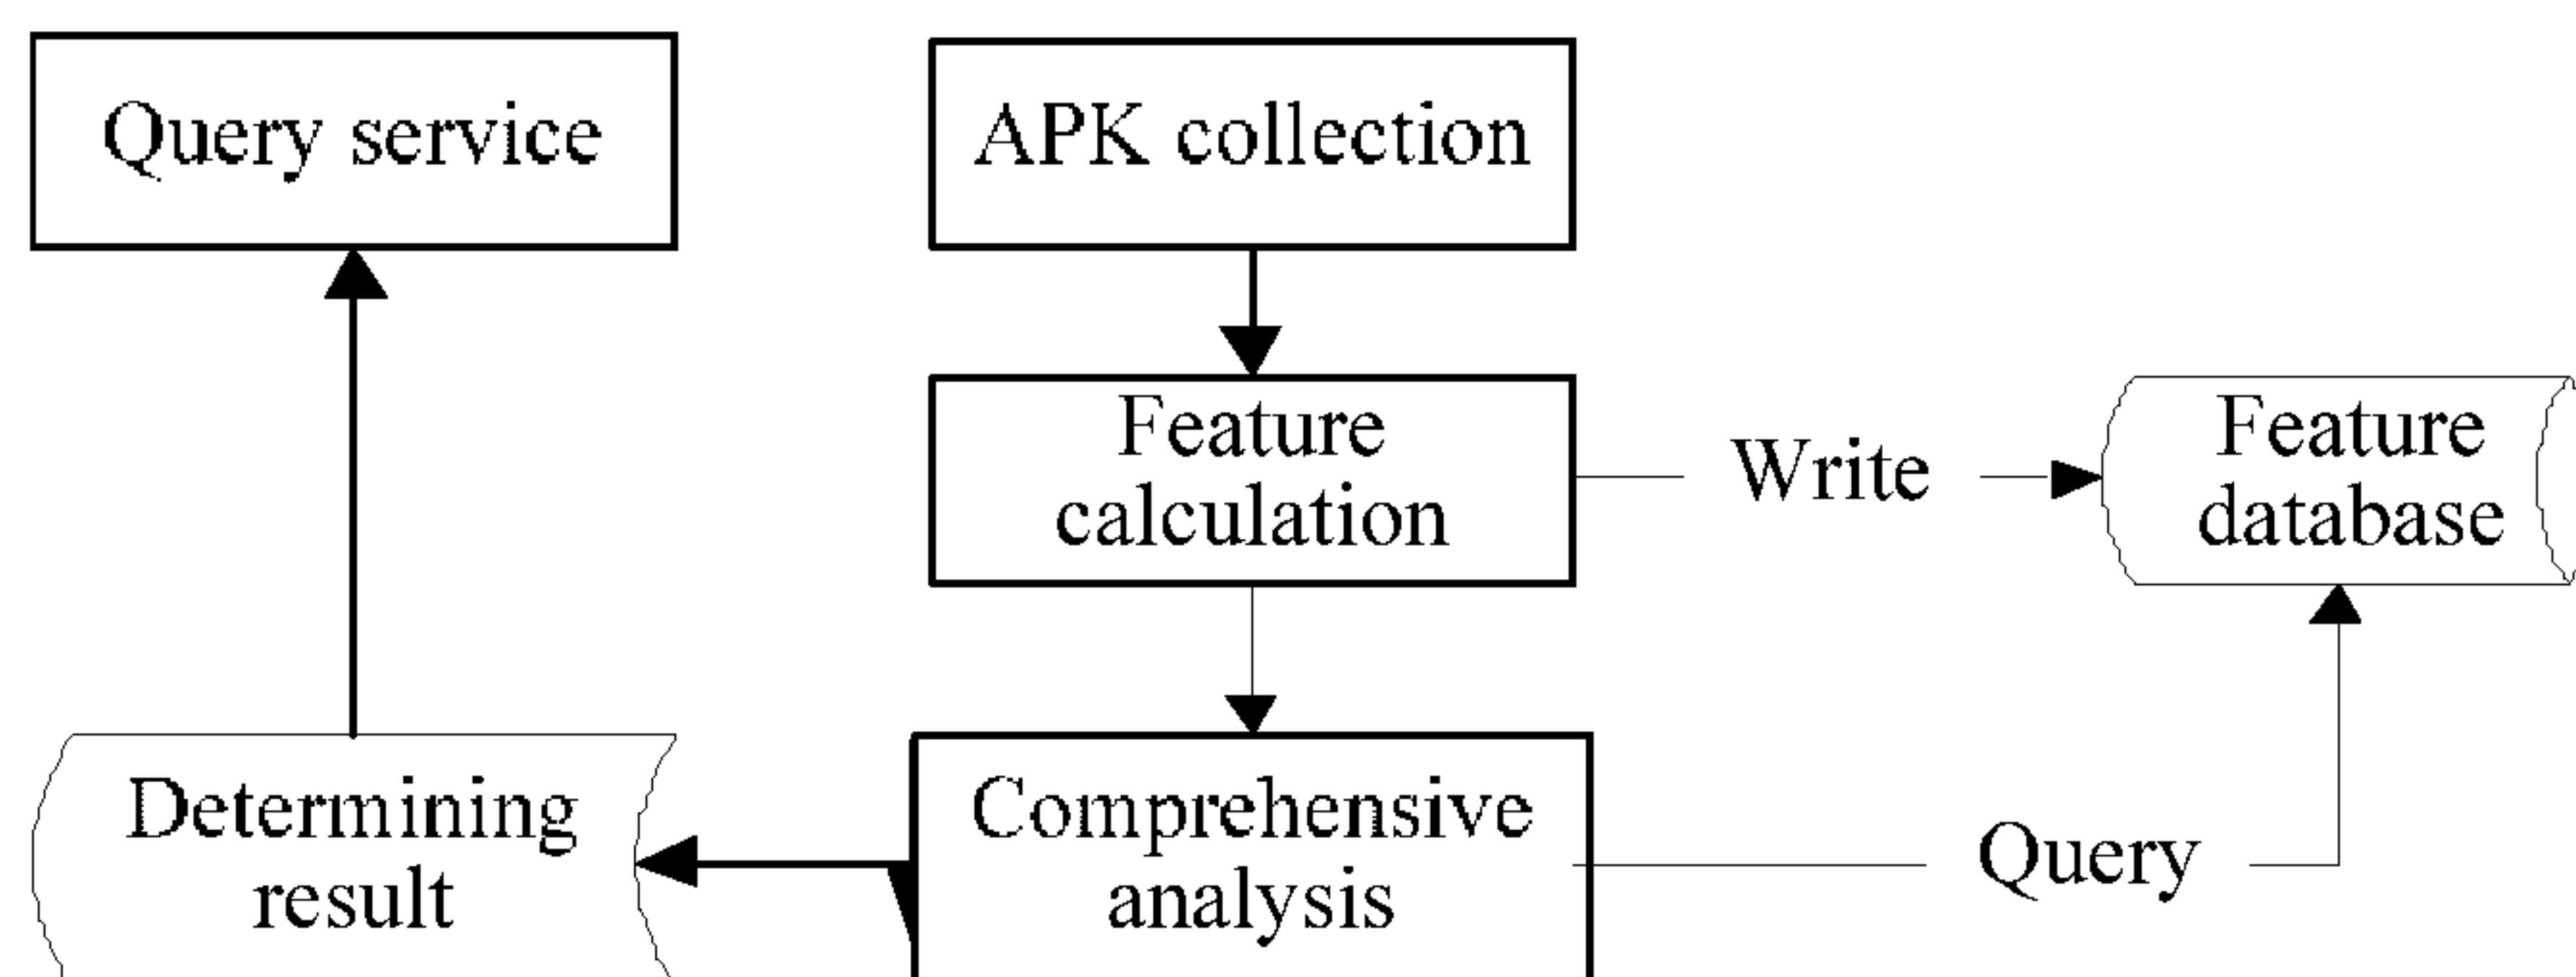 Query service
APK collection
Feature
calculation
Write
Feature
database
Determining
result
Comprehensive
analysis
Query